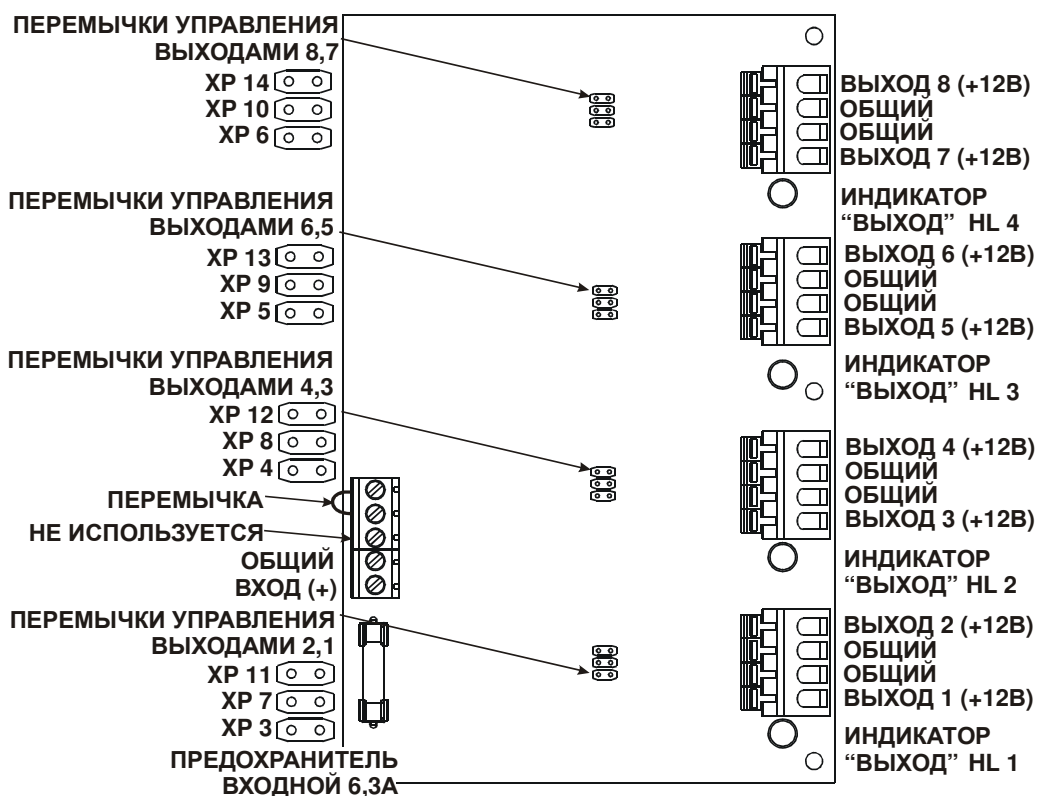 ПЕРЕМЫЧКИ УПРАВЛЕНИЯ
ВЫХОДАМИ 8,7
XP 14
XP 10
XP 6
ПЕРЕМЫЧКИ УПРАВЛЕНИЯ
ВЫХОДАМИ 6,5
XP 13
XP 9
XP 5
ПЕРЕМЫЧКИ УПРАВЛЕНИЯ
ВЫХОДАМИ 4,3
XP 12
XP 8
XP 4
ПЕРЕМЫЧКА
НЕ ИСПОЛЬЗУЕТСЯ
ОБЩИЙ
ВХОД (+)
ПЕРЕМЫЧКИ УПРАВЛЕНИЯ
ВЫХОДАМИ 2,1
XP 11
XP 7
XP 3
ПРЕДОХРАНИТЕЛЬ
ВХОДНОЙ 6,3А
ВЫХОД 8 (+12В)
ОБЩИЙ
ОБЩИЙ
ВЫХОД 7 (+12В)
ИНДИКАТОР
“ВЫХОД” HL 4
ВЫХОД 6 (+12В)
ОБЩИЙ
ОБЩИЙ
ВЫХОД 5 (+12В)
ИНДИКАТОР
“ВЫХОД” HL 3
ВЫХОД 4 (+12В)
ОБЩИЙ
ОБЩИЙ
ВЫХОД 3 (+12В)
ИНДИКАТОР
“ВЫХОД” HL 2
ВЫХОД 2 (+12В)
ОБЩИЙ
ОБЩИЙ
ВЫХОД 1 (+12В)
ИНДИКАТОР
“ВЫХОД” HL 1